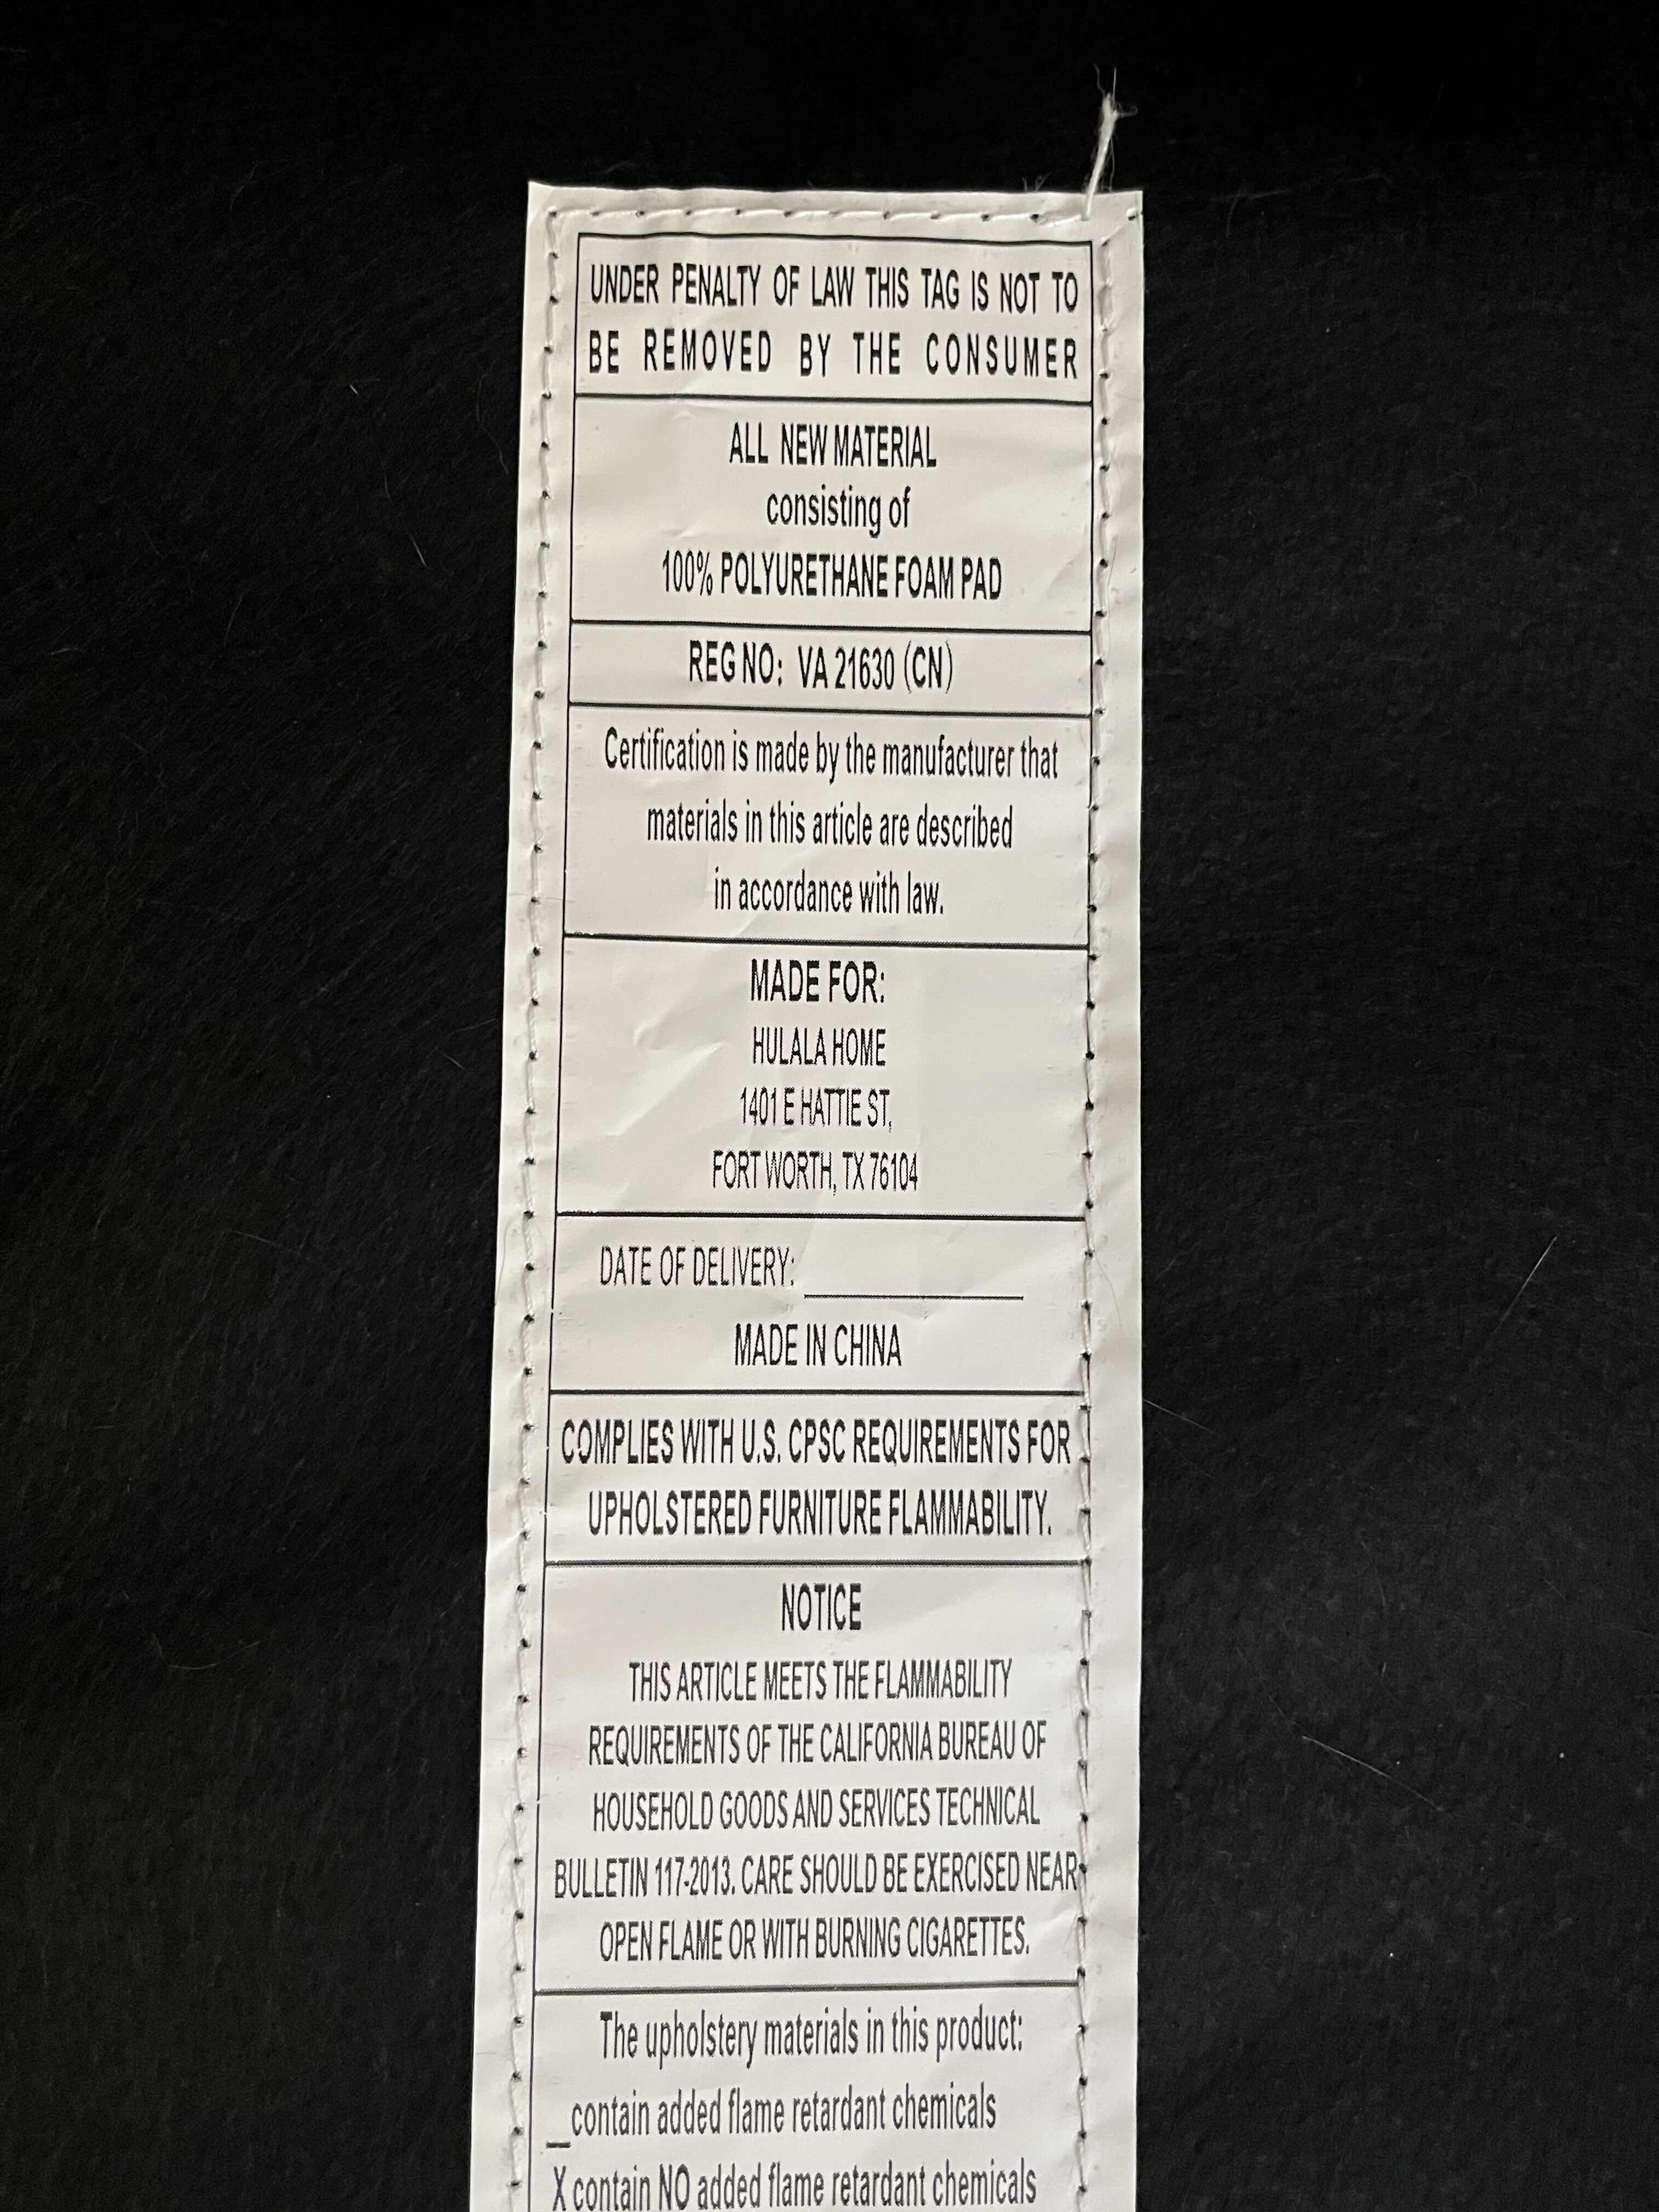 UNDER PENALTY OF LAW THIS TAG IS NOT TO
BE REMOVED BY THE CONSUMER
ALL NEW MATERIAL
consisting of
100% POLYURETHANE FOAM PAD
REG NO: VA 21630 (CN)
Certification is made by the manufacturer that
materials in this article are described
in accordance with law.
MADE FOR:
HULALA HOME
1401 E HATTIE ST,
FORT WORTH, TX 76104
DATE OF DELIVERY: ____________
MADE IN CHINA
COMPLIES WITH U.S. CPSC REQUIREMENTS FOR
UPHOLSTERED FURNITURE FLAMMABILITY.
NOTICE
THIS ARTICLE MEETS THE FLAMMABILITY
REQUIREMENTS OF THE CALIFORNIA BUREAU OF
HOUSEHOLD GOODS AND SERVICES TECHNICAL
BULLETIN 117-2013. CARE SHOULD BE EXERCISED NEAR
OPEN FLAME OR WITH BURNING CIGARETTES.
The upholstery materials in this product:
_contain added flame retardant chemicals
X contain NO added flame retardant chemicals